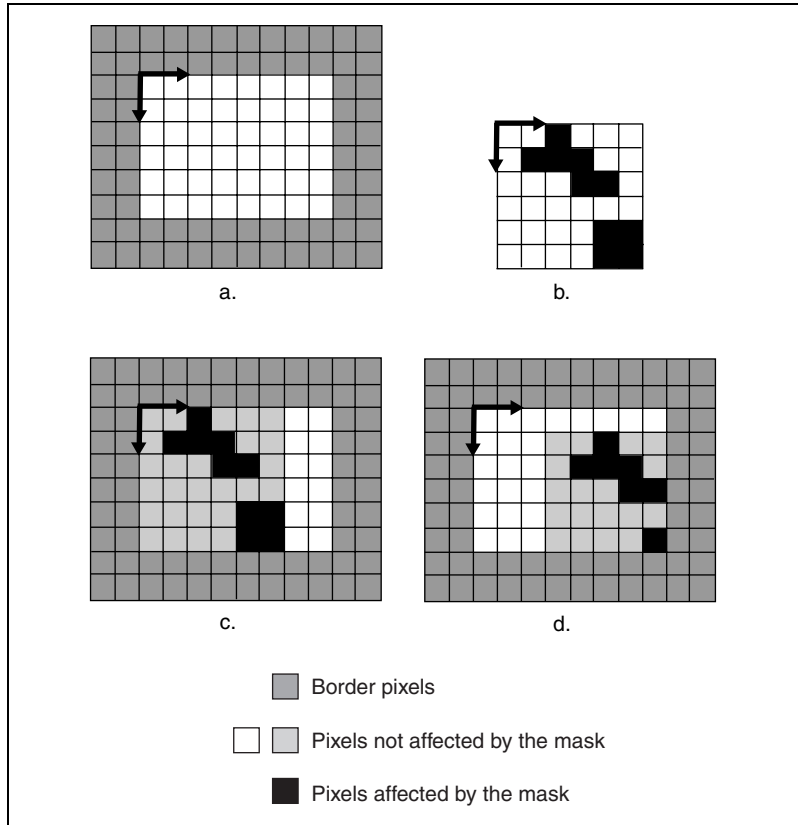 a.
b.
c.
d.
Border pixels
Pixels not affected by the mask
Pixels affected by the mask